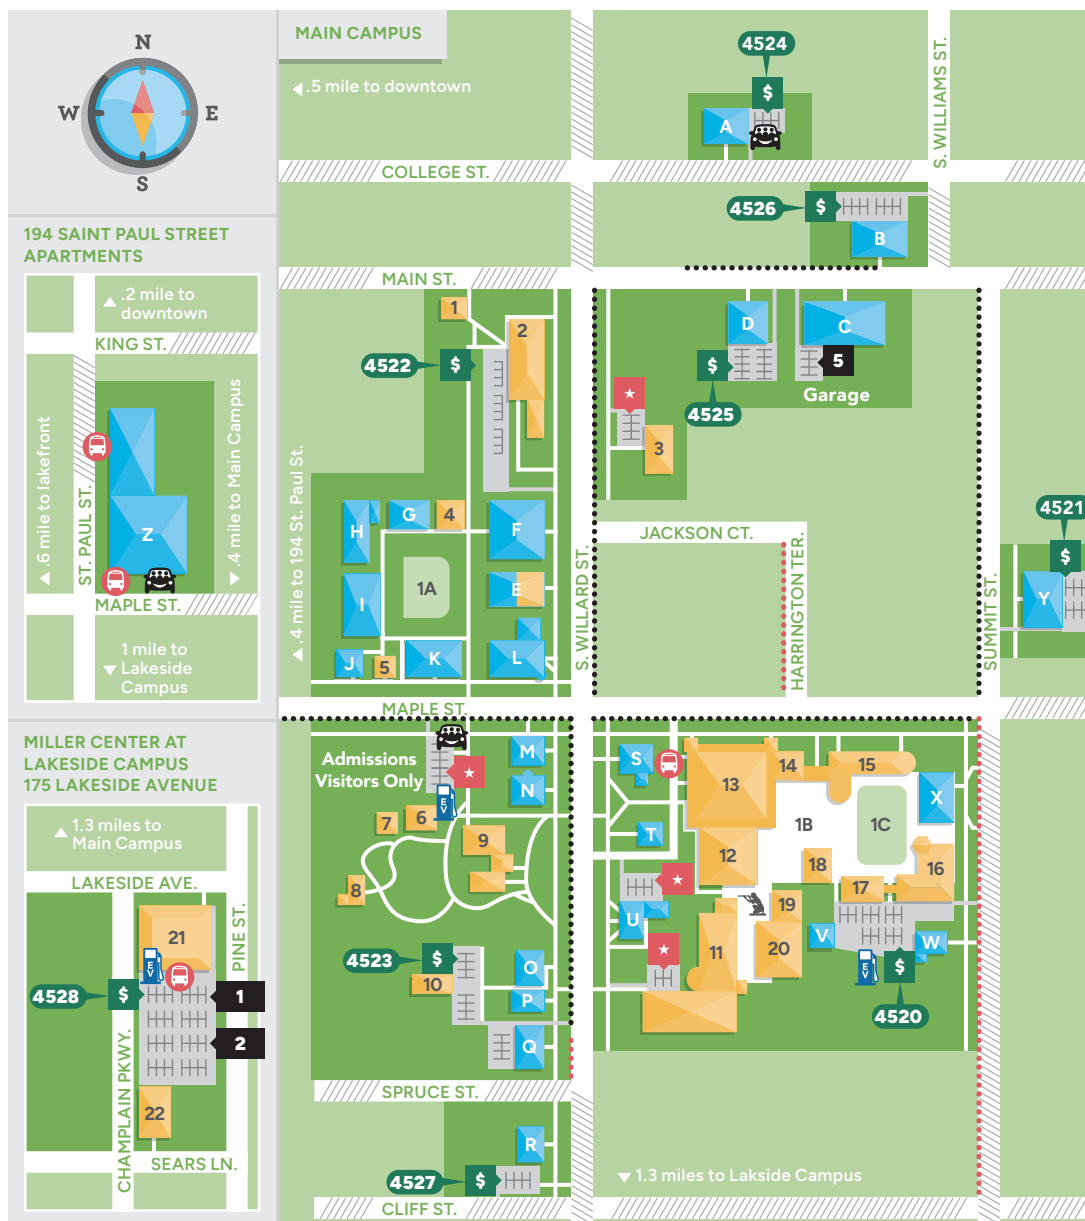 N
W
E
S
194 SAINT PAUL STREET
APARTMENTS
.2 mile to
downtown
KING ST.
.6 mile to lakefront
ST. PAUL ST.
Z
.4 mile to Main Campus
MAPLE ST.
1 mile to
Lakeside
Campus
MILLER CENTER AT
LAKESIDE CAMPUS
175 LAKESIDE AVENUE
1.3 miles to
Main Campus
LAKESIDE AVE.
PINE ST.
21
EV
4528
$
1
2
CHAMPLAIN PKWY.
22
SEARS LN.
MAIN CAMPUS
.5 mile to downtown
4524
$
A
S. WILLIAMS ST.
COLLEGE ST.
4526
$
B
MAIN ST.
1
2
4522
$
D
C
$
5
4525
Garage
3
.4 mile to 194 St. Paul St.
H
G
4
F
1A
I
E
J
5
K
L
S. WILLARD ST.
JACKSON CT.
HARRINGTON TER.
SUMMIT ST.
4521
$
Y
MAPLE ST.
Admissions
Visitors Only
M
N
EV
7
6
9
8
4523
$
10
O
P
Q
SPRUCE ST.
R
4527
$
CLIFF ST.
S
13
14
15
X
T
1B
1C
12
18
16
17
U
19
V
W
11
20
EV
$
4520
1.3 miles to Lakside Campus